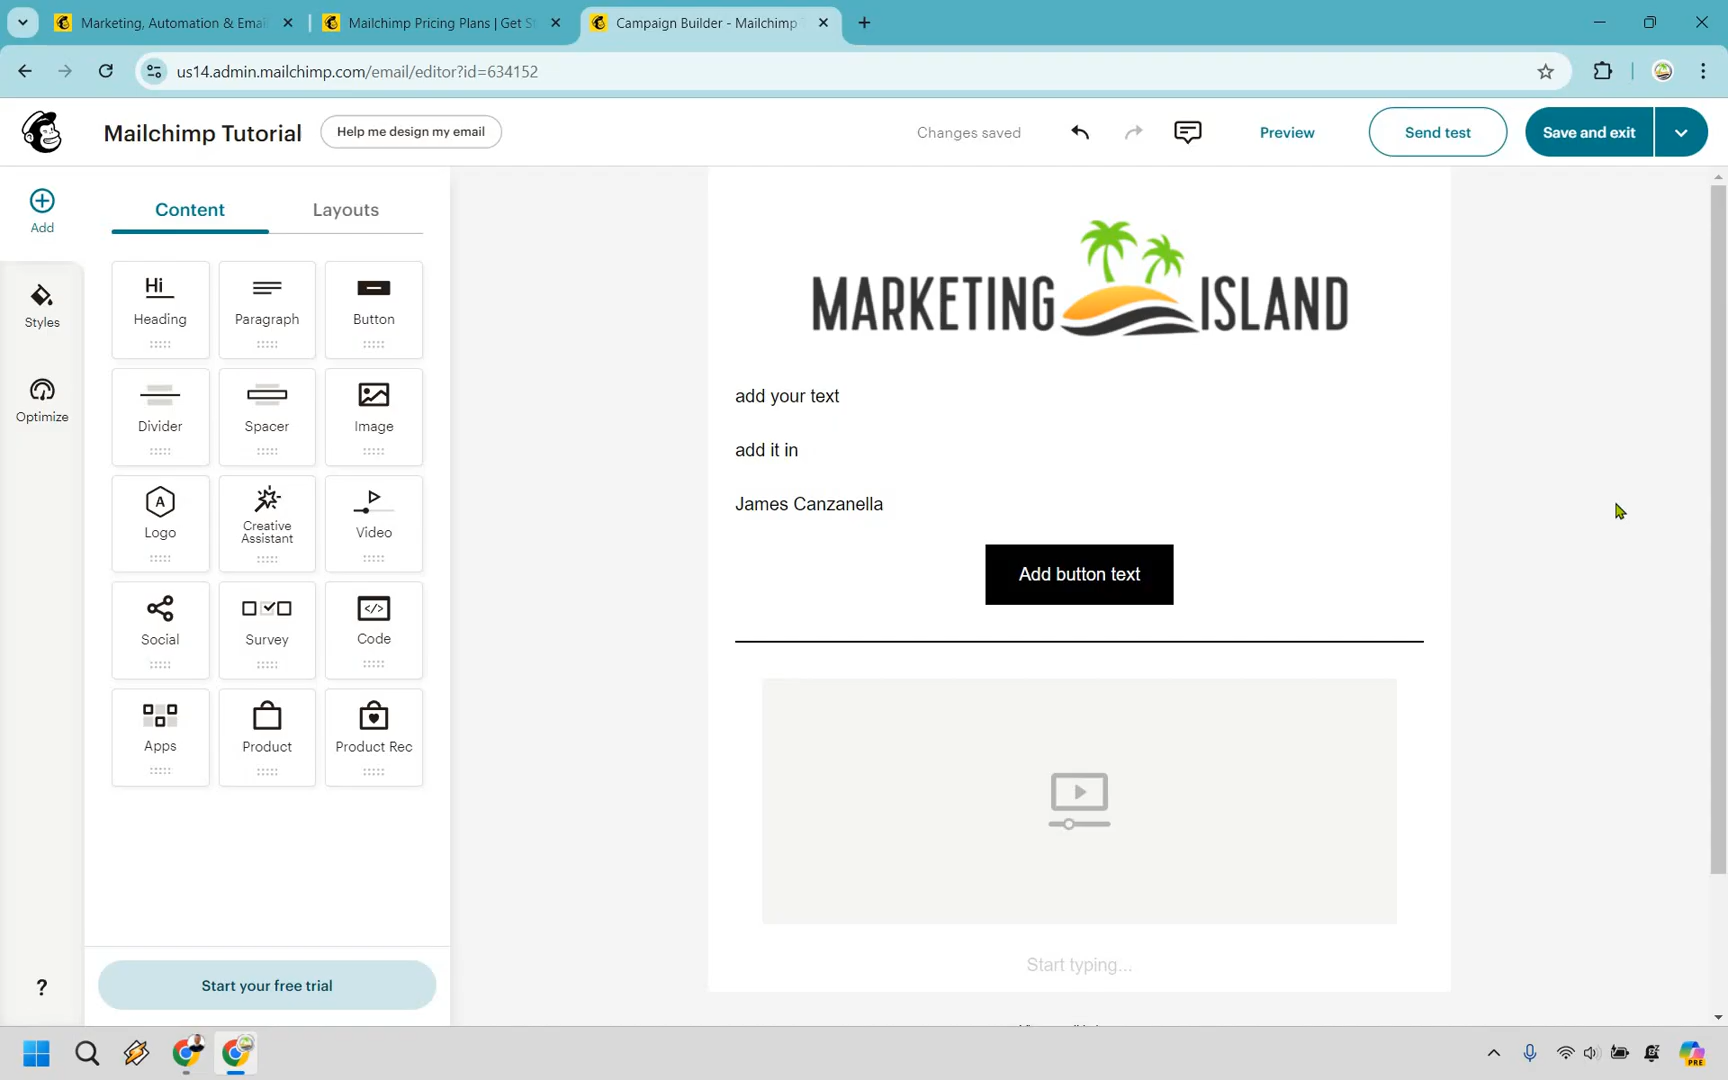 Marketing, Automation & Emai
Mailchimp Pricing Plans | Get S
Campaign Builder - Mailchimp
us14.admin.mailchimp.com/email/editor?id=634152
Mailchimp Tutorial
Help me design my email
Changes saved
Preview
Send test
Save and exit
Add
Styles
Optimize
Content
Layouts
Hi
Heading
Paragraph
Button
Divider
Spacer
Image
A
Logo
Creative
Assistant
Video
Social
Survey
</>
Code
Apps
Product
Product Rec
?
Start your free trial
MARKETING ISLAND
add your text
add it in
James Canzanella
Add button text
Start typing...
PRE